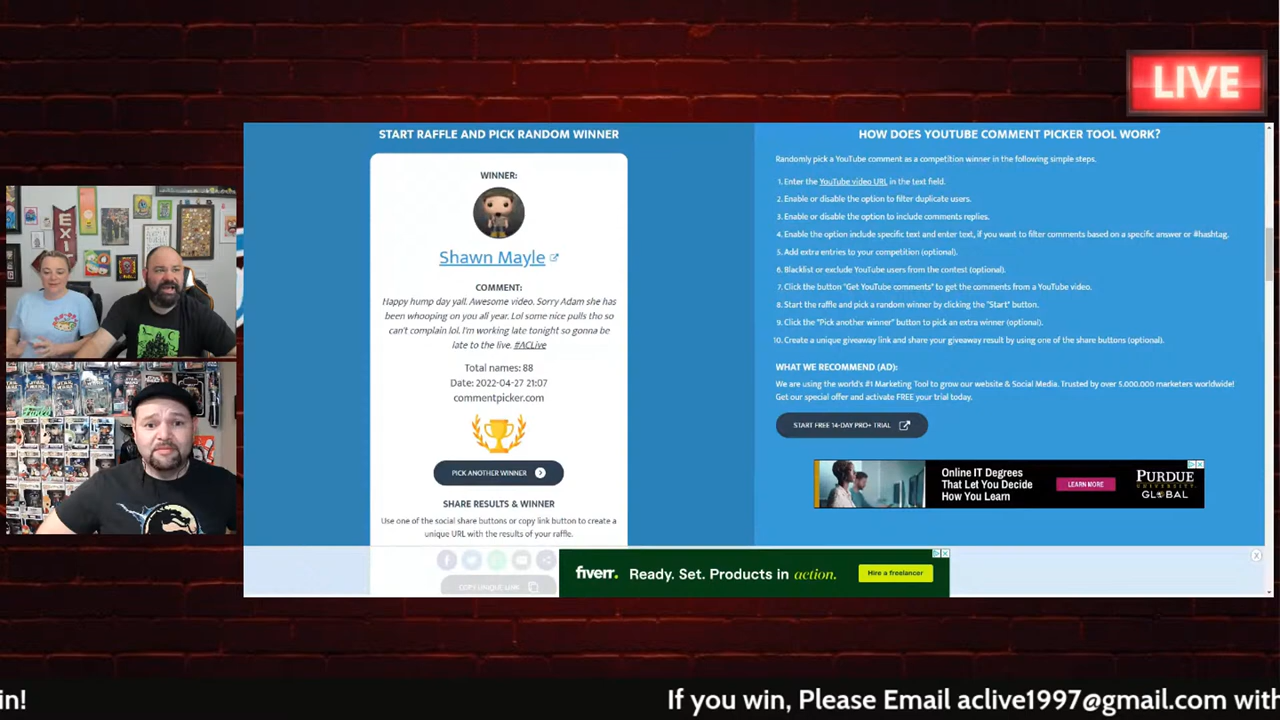 LIVE
START RAFFLE AND PICK RANDOM WINNER
WINNER:
Shawn Mayle
COMMENT:
Happy hump day yall. Awesome video. Sorry Adam she has
been whooping on you all year. Lol some nice pulls tho so
can't complain lol. I'm working late tonight so gonna be
late to the live. #ACLive
Total names: 88
Date: 2022-04-27 21:07
commentpicker.com
PICK ANOTHER WINNER
SHARE RESULTS & WINNER
Use one of the social share buttons or copy link button to create a
unique URL with the results of your raffle.
COPY UNIQUE LINK
HOW DOES YOUTUBE COMMENT PICKER TOOL WORK?
Randomly pick a YouTube comment as a competition winner in the following simple steps.
1. Enter the YouTube video URL in the text field.
2. Enable or disable the option to filter duplicate users.
3. Enable or disable the option to include comments replies.
4. Enable the option include specific text and enter text, if you want to filter comments based on a specific answer or #hashtag.
5. Add extra entries to your competition (optional).
6. Blacklist or exclude YouTube users from the contest (optional).
7. Click the button "Get YouTube comments" to get the comments from a YouTube video.
8. Start the raffle and pick a random winner by clicking the "Start" button.
9. Click the "Pick another winner" button to pick an extra winner (optional).
10. Create a unique giveaway link and share your giveaway result by using one of the share buttons (optional).
WHAT WE RECOMMEND (AD):
We are using the world's #1 Marketing Tool to grow our website & Social Media. Trusted by over 5.000.000 marketers worldwide!
Get our special offer and activate FREE your trial today.
START FREE 14-DAY PRO+ TRIAL
Online IT Degrees
That Let You Decide
How You Learn
LEARN MORE
PURDUE
UNIVERSITY
GLOBAL
fiverr. Ready. Set. Products in action.
Hire a freelancer
in!
If you win, Please Email aclive1997@gmail.com with